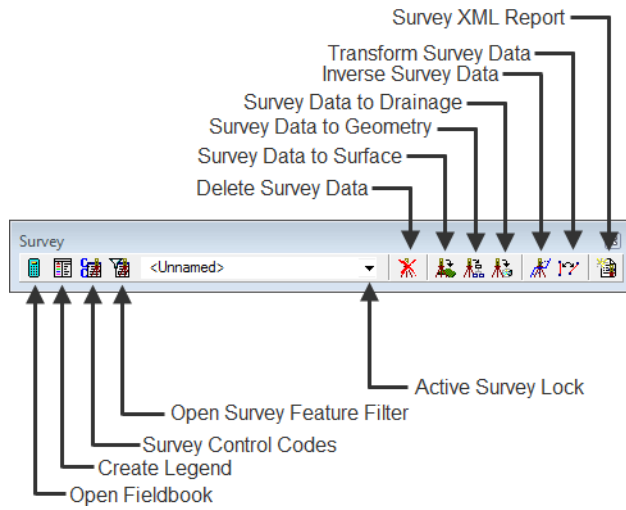 Survey XML Report
Transform Survey Data
Inverse Survey Data
Survey Data to Drainage
Survey Data to Geometry
Survey Data to Surface
Delete Survey Data
Survey
<Unnamed>
Active Survey Lock
Open Survey Feature Filter
Survey Control Codes
Create Legend
Open Fieldbook